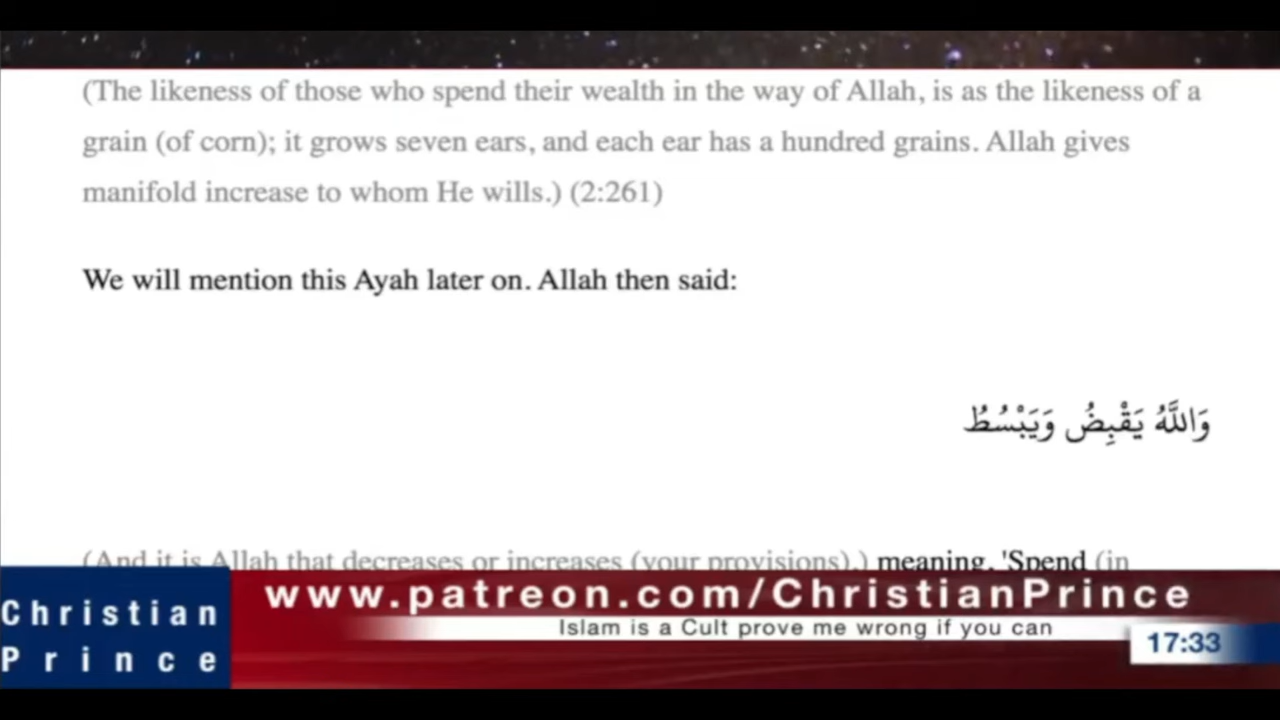 (The likeness of those who spend their wealth in the way of Allah, is as the likeness of a
grain (of corn); it grows seven ears, and each ear has a hundred grains. Allah gives
manifold increase to whom He wills.) (2:261)
We will mention this Ayah later on. Allah then said:
وَاللَّهُ يَقْبِضُ وَيَبْسُطُ
(And it is Allah that decreases or increases (your provisions).) meaning, 'Spend (in
www.patreon.com/ChristianPrince
Islam is a Cult prove me wrong if you can
Christian
Prince
17:33